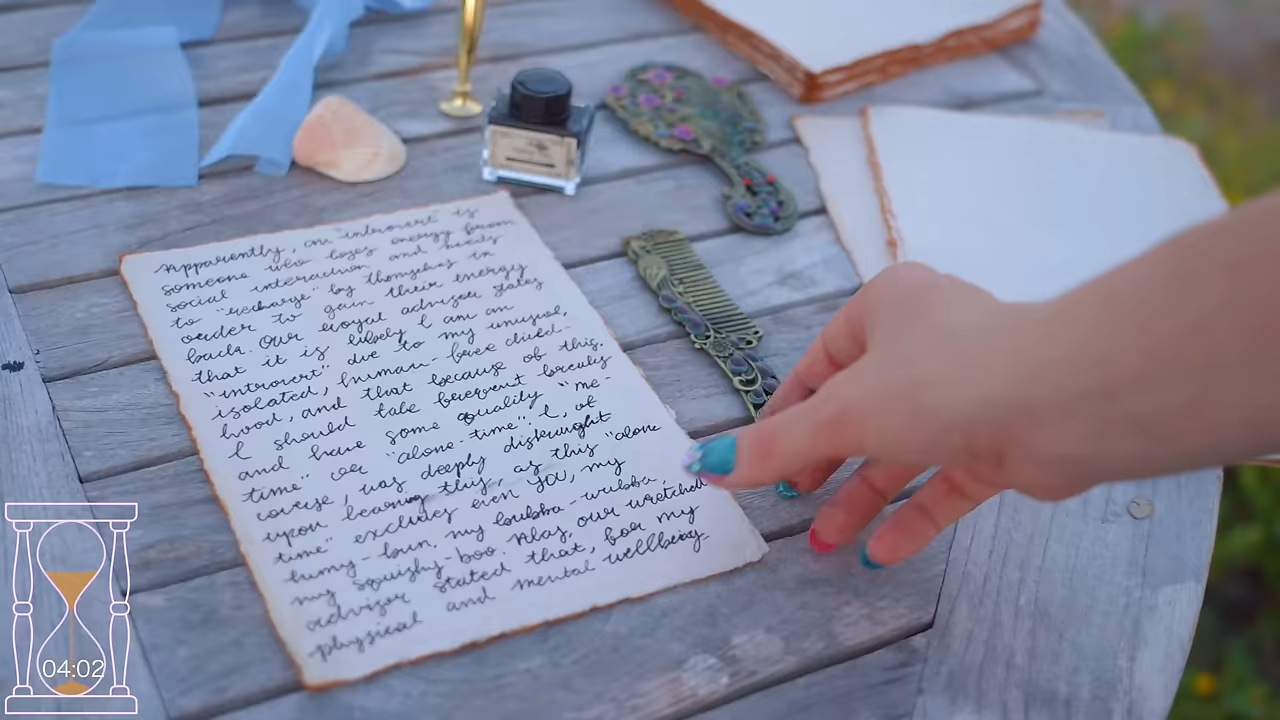 Apparently, an "introvert" is
someone who loses energy from
social interaction and needs
to "recharge" by themselves in
order to gain their energy
back. Our royal advisor states
that it is likely I am an
"introvert" due to my unusual,
isolated, human-free child-
hood, and that because of this,
I should take frequent breaks
and have some quality "me-
time" or "alone-time". I, of
course, was deeply distraught
upon hearing this, as this "alone
time" excludes even YOU, my
hunny-bun, my bubba-wubba,
my squishy-boo. Alas, our wretched
advisor stated that, for my
physical and mental wellbeing
04:02